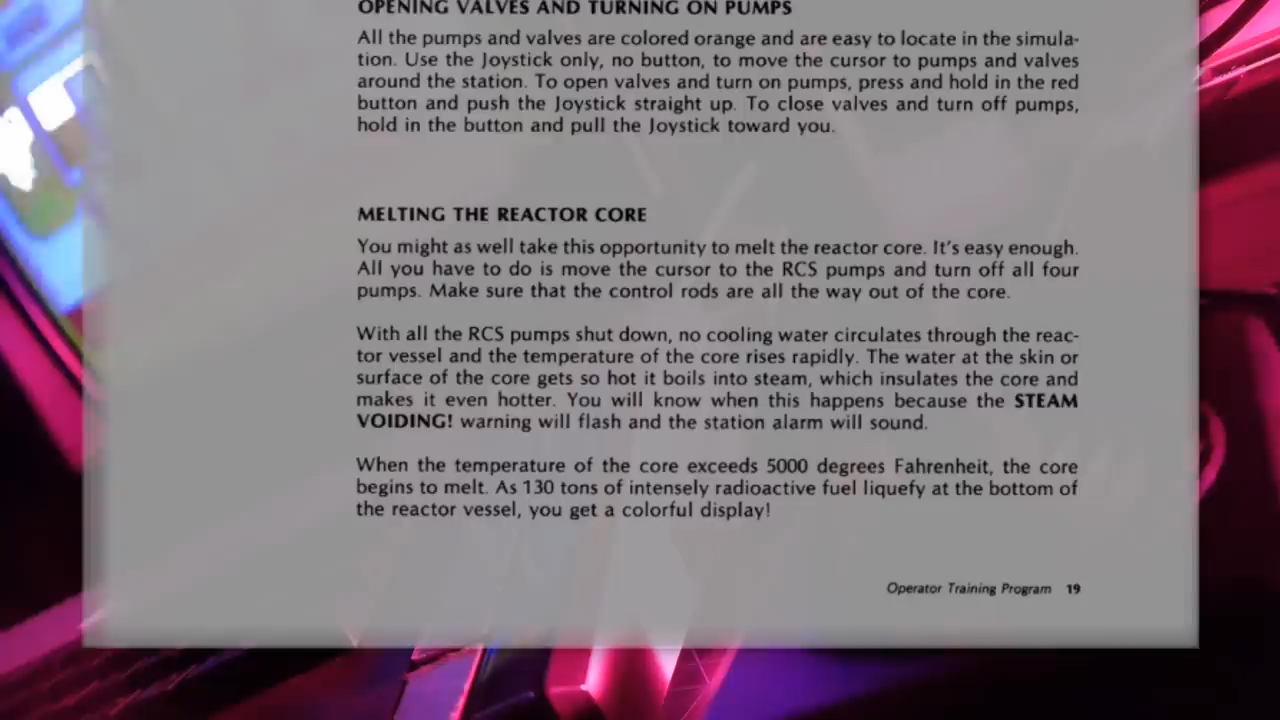 OPENING VALVES AND TURNING ON PUMPS
All the pumps and valves are colored orange and are easy to locate in the simula-
tion. Use the Joystick only, no button, to move the cursor to pumps and valves
around the station. To open valves and turn on pumps, press and hold in the red
button and push the Joystick straight up. To close valves and turn off pumps,
hold in the button and pull the Joystick toward you.
MELTING THE REACTOR CORE
You might as well take this opportunity to melt the reactor core. It's easy enough.
All you have to do is move the cursor to the RCS pumps and turn off all four
pumps. Make sure that the control rods are all the way out of the core.
With all the RCS pumps shut down, no cooling water circulates through the reac-
tor vessel and the temperature of the core rises rapidly. The water at the skin or
surface of the core gets so hot it boils into steam, which insulates the core and
makes it even hotter. You will know when this happens because the STEAM
VOIDING! warning will flash and the station alarm will sound.
When the temperature of the core exceeds 5000 degrees Fahrenheit, the core
begins to melt. As 130 tons of intensely radioactive fuel liquefy at the bottom of
the reactor vessel, you get a colorful display!
Operator Training Program 19